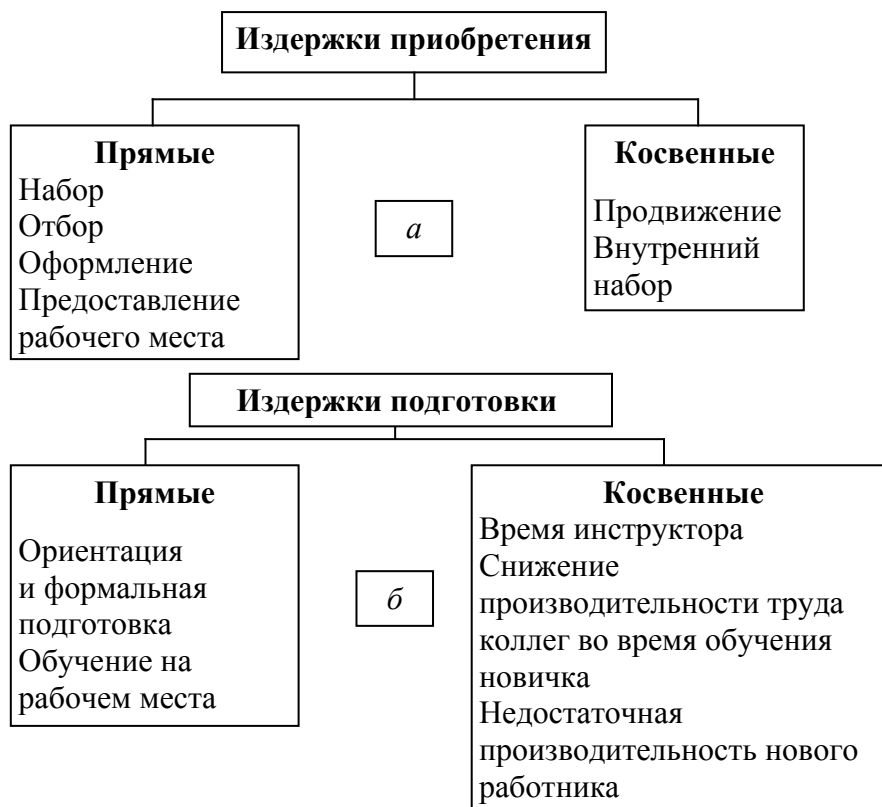 Издержки приобретения
Прямые
Набор
Отбор
Оформление
Предоставление
рабочего места
а
Косвенные
Продвижение
Внутренний
набор
Издержки подготовки
Прямые
Ориентация
и формальная
подготовка
Обучение на
рабочем места
б
Косвенные
Время инструктора
Снижение
производительности труда
коллег во время обучения
новичка
Недостаточная
производительность нового
работника